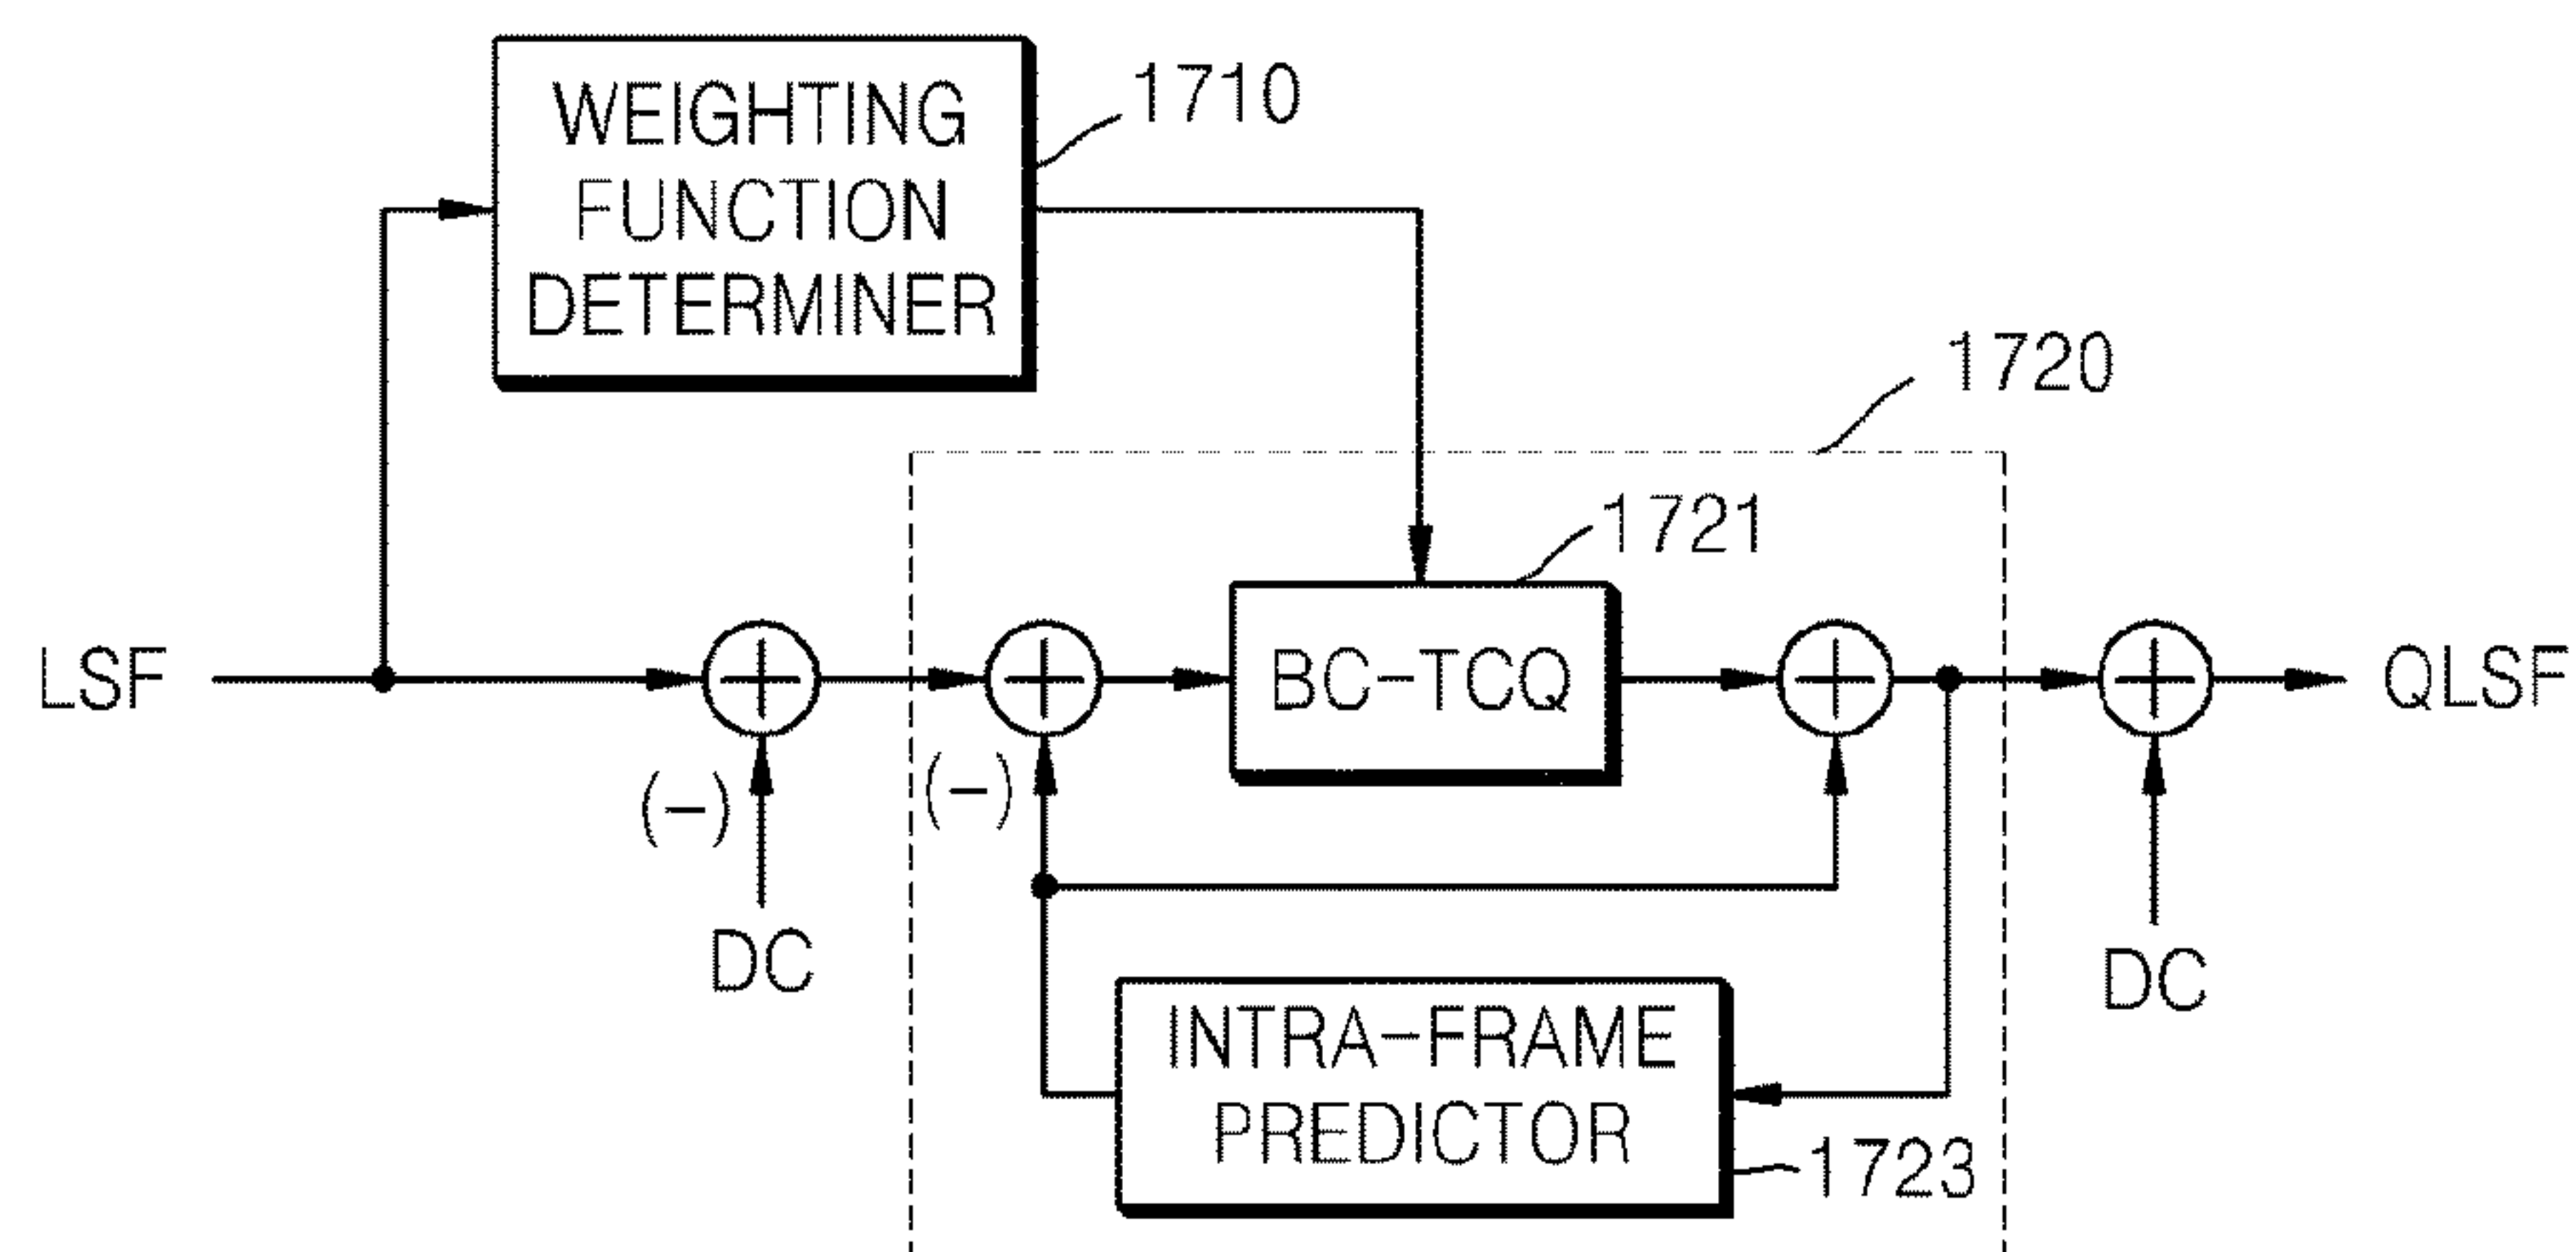 WEIGHTING
FUNCTION
DETERMINER
1710
1720
1721
LSF
BC-TCQ
QLSF
(-)
(-)
DC
DC
INTRA-FRAME
PREDICTOR
1723